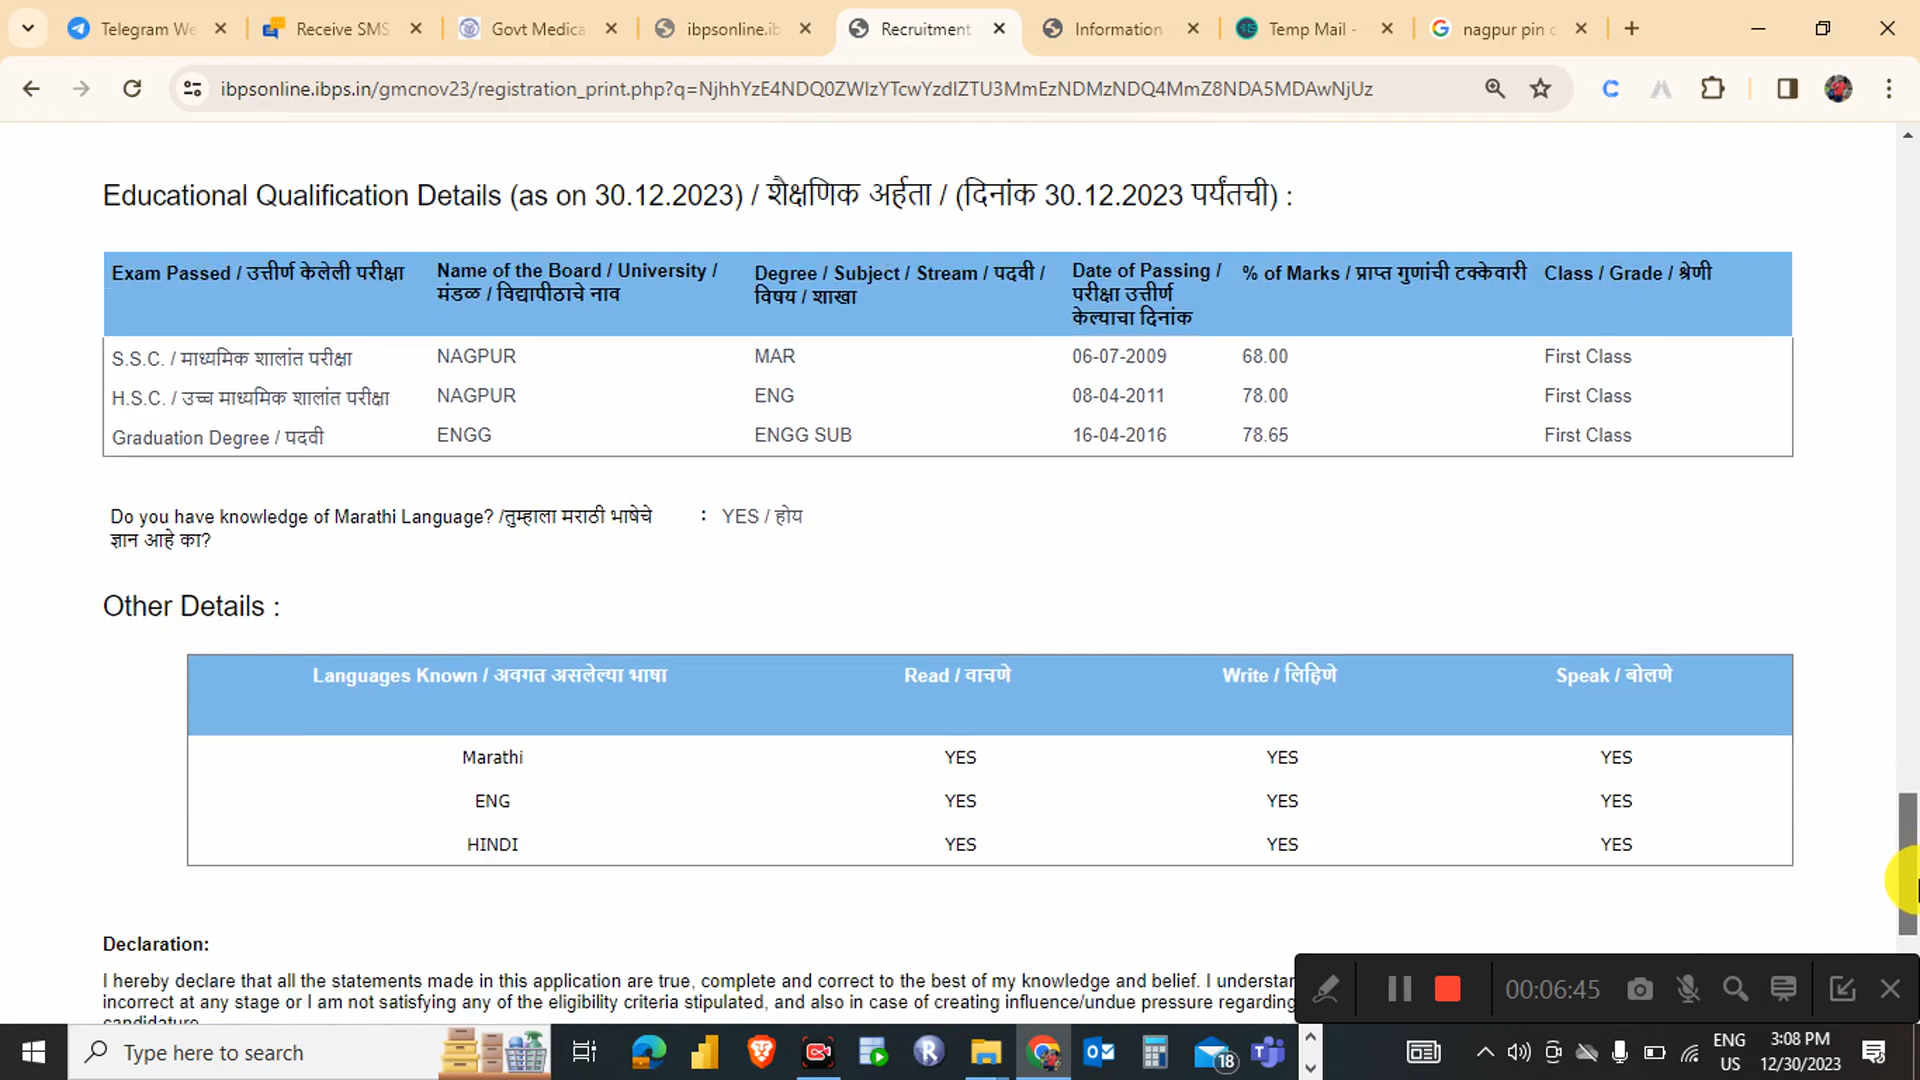 Telegram We
Receive SMS
Govt Medica
ibpsonline.ib
Recruitment
Information
Temp Mail -
nagpur pin c
ibpsonline.ibps.in/gmcnov23/registration_print.php?q=NjhhYzE4NDQ0ZWIzYTcwYzdlZTU3MmEzNDMzNDQ4MmZ8NDA5MDAwNjUz
Educational Qualification Details (as on 30.12.2023) / शैक्षणिक अर्हता / (दिनांक 30.12.2023 पर्यंतची) :
Exam Passed / उत्तीर्ण केलेली परीक्षा
Name of the Board / University /
मंडळ / विद्यापीठाचे नाव
Degree / Subject / Stream / पदवी /
विषय / शाखा
Date of Passing /
परीक्षा उत्तीर्ण
केल्याचा दिनांक
% of Marks / प्राप्त गुणांची टक्केवारी
Class / Grade / श्रेणी
S.S.C. / माध्यमिक शालांत परीक्षा NAGPUR MAR 06-07-2009 68.00 First Class
H.S.C. / उच्च माध्यमिक शालांत परीक्षा NAGPUR ENG 08-04-2011 78.00 First Class
Graduation Degree / पदवी ENGG ENGG SUB 16-04-2016 78.65 First Class
Do you have knowledge of Marathi Language? /तुम्हाला मराठी भाषेचे : YES / होय
ज्ञान आहे का?
Other Details :
Languages Known / अवगत असलेल्या भाषा Read / वाचणे Write / लिहिणे Speak / बोलणे
Marathi YES YES YES
ENG YES YES YES
HINDI YES YES YES
Declaration:
I hereby declare that all the statements made in this application are true, complete and correct to the best of my knowledge and belief. I understa
incorrect at any stage or I am not satisfying any of the eligibility criteria stipulated, and also in case of creating influence/undue pressure regarding
candidature
00:06:45
Type here to search
18
ENG
US
3:08 PM
12/30/2023